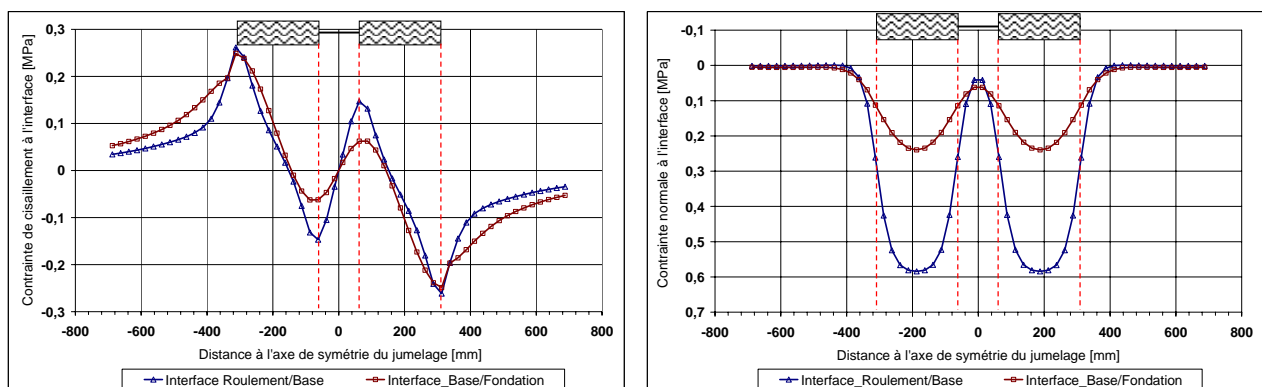 Contrainte de cisaillement à l'interface [MPa]
0,3
0,2
0,1
0
-0,1
-0,2
-0,3
-800 -600 -400 -200 0 200 400 600 800
Distance à l'axe de symétrie du jumelage [mm]
Interface Roulement/Base Interface_Base/Fondation
Contrainte normale à l'interface [MPa]
-0,1
0
0,1
0,2
0,3
0,4
0,5
0,6
0,7
-800 -600 -400 -200 0 200 400 600 800
Distance à l'axe de symétrie du jumelage [mm]
Interface_Roulement/Base Interface_Base/Fondation